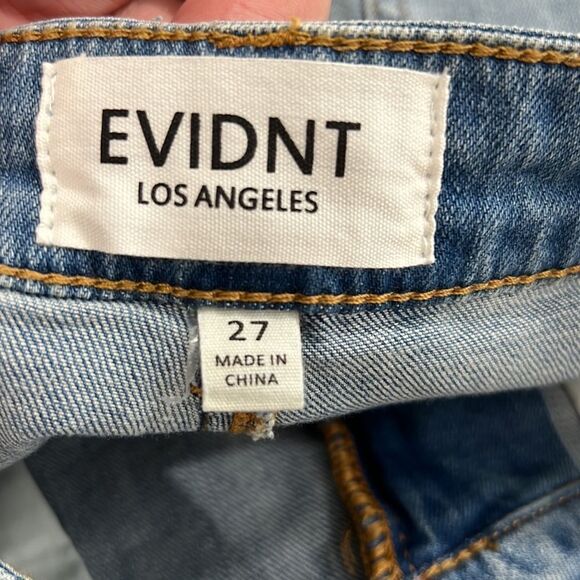 EVIDNT
LOS ANGELES
27
MADE IN
CHINA